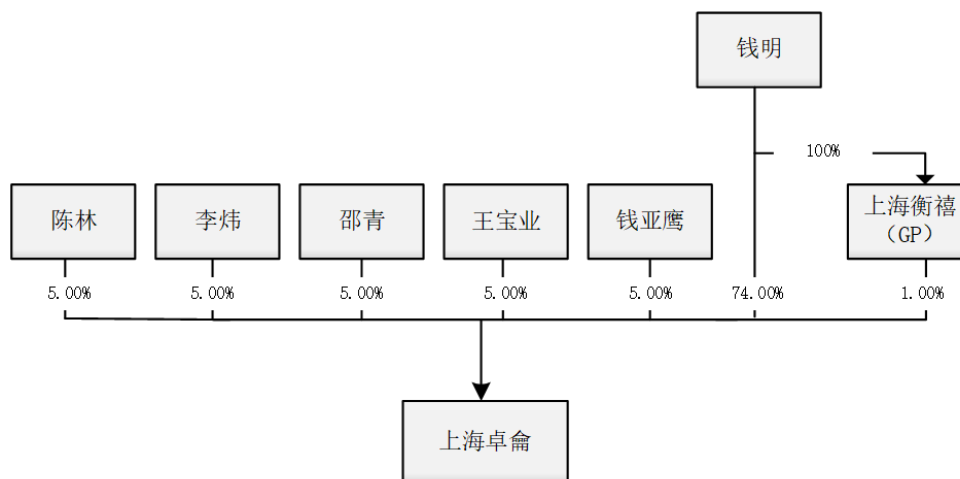 钱明
100%
陈林
李炜
邵青
王宝业
钱亚鹰
上海衡禧
（GP）
5.00%
5.00%
5.00%
5.00%
5.00%
74.00%
1.00%
上海卓龠